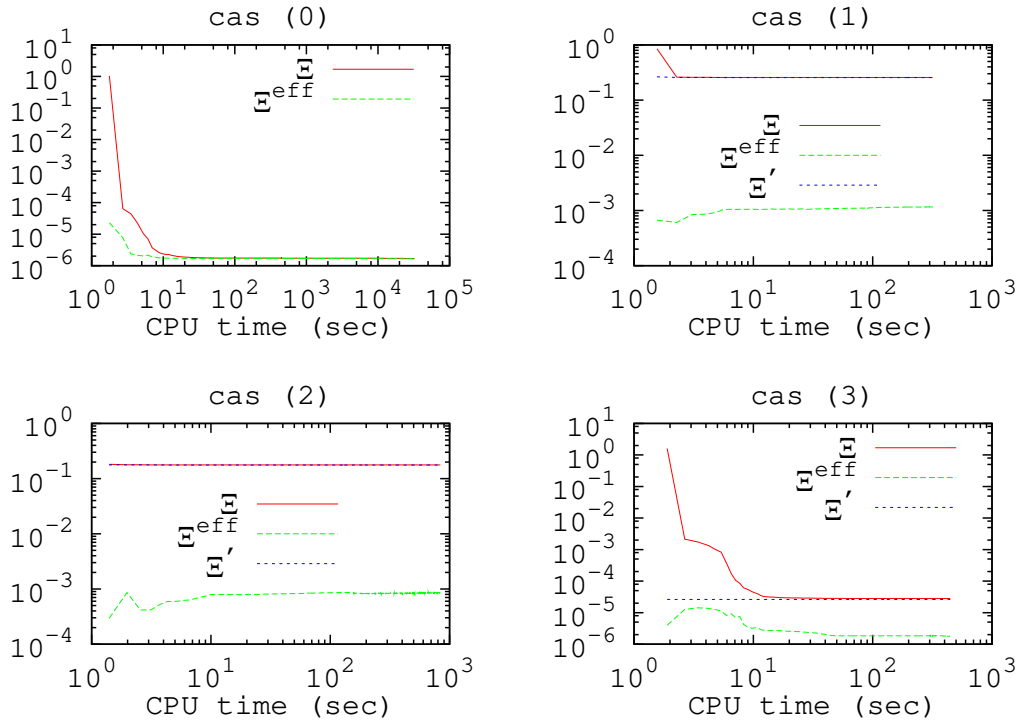 cas (0)
10^1
10^0
10^-1
10^-2
10^-3
10^-4
10^-5
10^-6
Ξ
Ξ^eff
10^0 10^1 10^2 10^3 10^4 10^5
CPU time (sec)
cas (1)
10^0
10^-1
10^-2
10^-3
10^-4
Ξ
Ξ^eff
Ξ′
10^0 10^1 10^2 10^3
CPU time (sec)
cas (2)
10^0
10^-1
10^-2
10^-3
10^-4
Ξ
Ξ^eff
Ξ′
10^0 10^1 10^2 10^3
CPU time (sec)
cas (3)
10^1
10^0
10^-1
10^-2
10^-3
10^-4
10^-5
10^-6
Ξ
Ξ^eff
Ξ′
10^0 10^1 10^2 10^3
CPU time (sec)